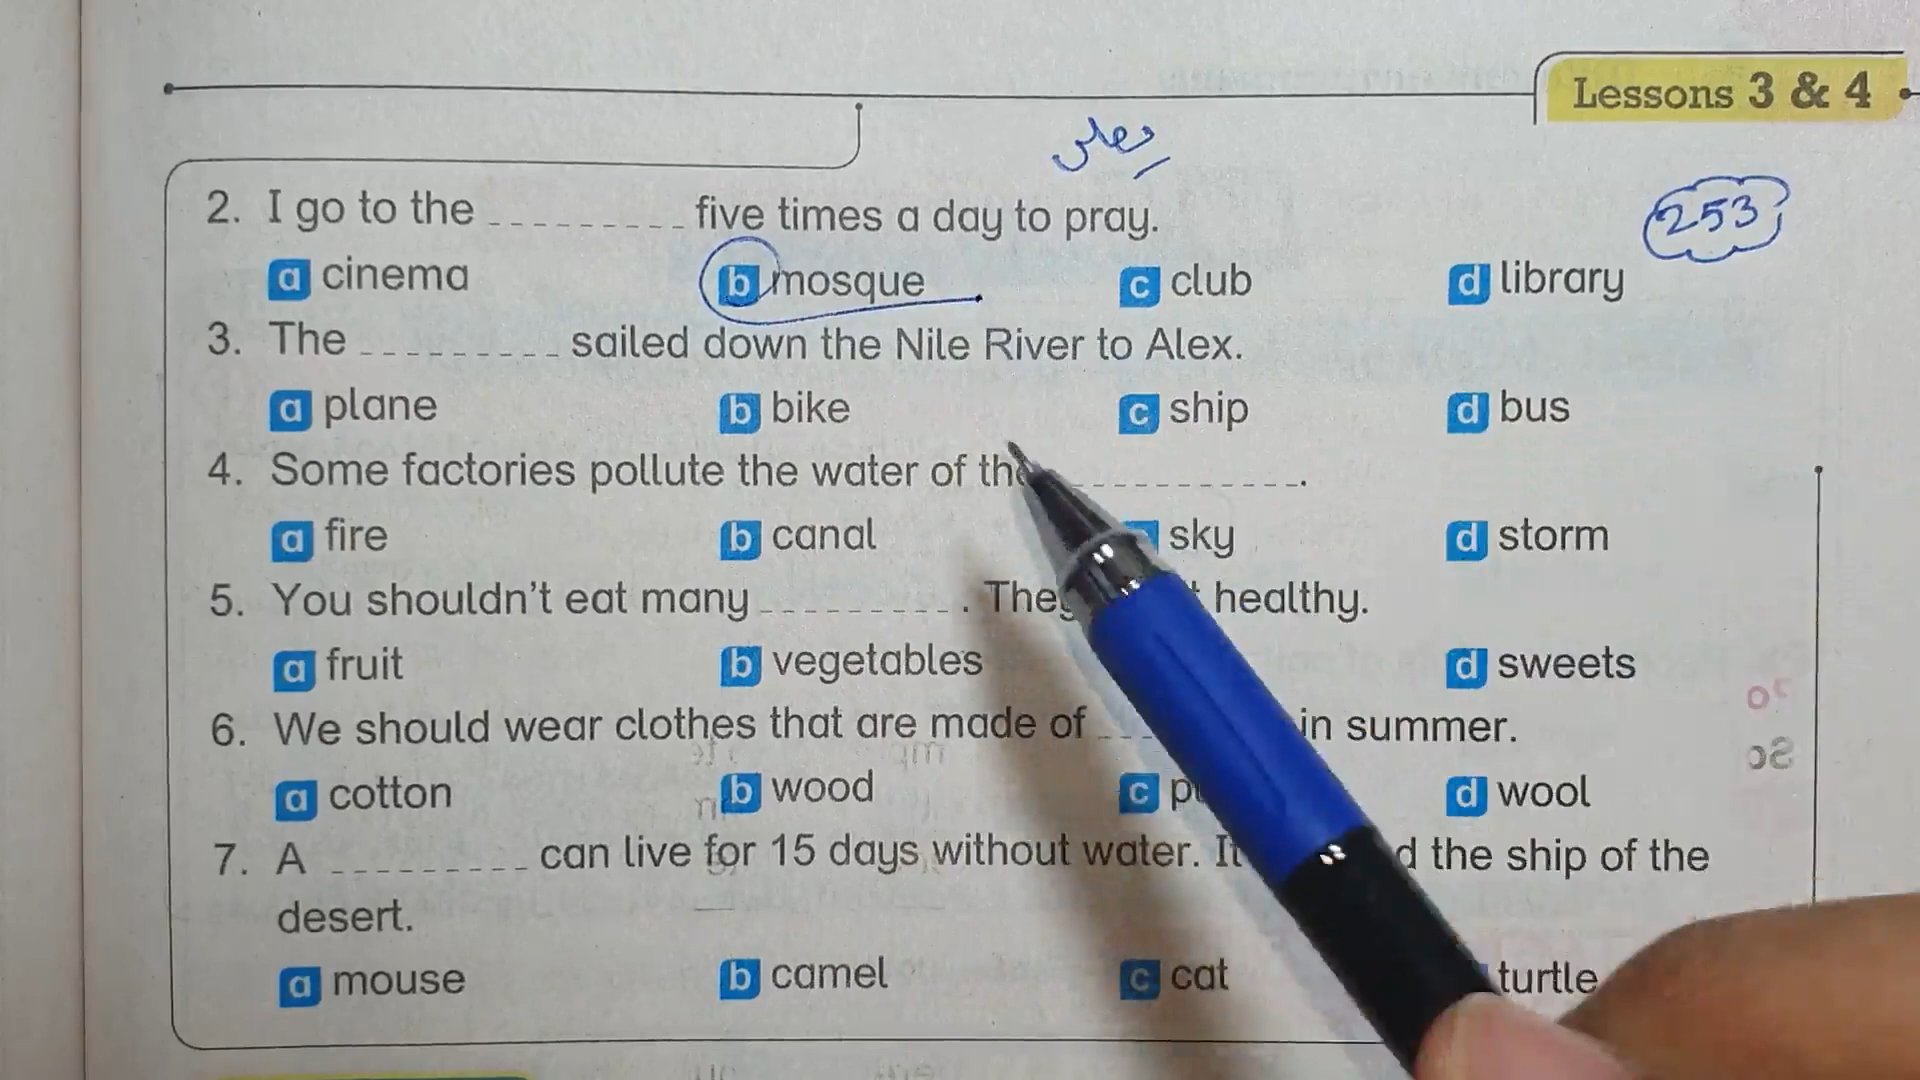 Lessons 3 & 4
253
2. I go to the _ _ _ _ _ _ _ _ _ five times a day to pray.
a cinema b mosque c club d library
3. The _ _ _ _ _ _ _ _ _ sailed down the Nile River to Alex.
a plane b bike c ship d bus
4. Some factories pollute the water of the _ _ _ _ _ _ _ _ _ .
a fire b canal sky d storm
5. You shouldn't eat many _ _ _ _ _ _ _ _ _ . They healthy.
a fruit b vegetables d sweets
6. We should wear clothes that are made of _ _ _ in summer.
a cotton b wood c d wool
7. A _ _ _ _ _ _ _ _ _ can live for 15 days without water. It the ship of the
desert.
a mouse b camel c cat turtle